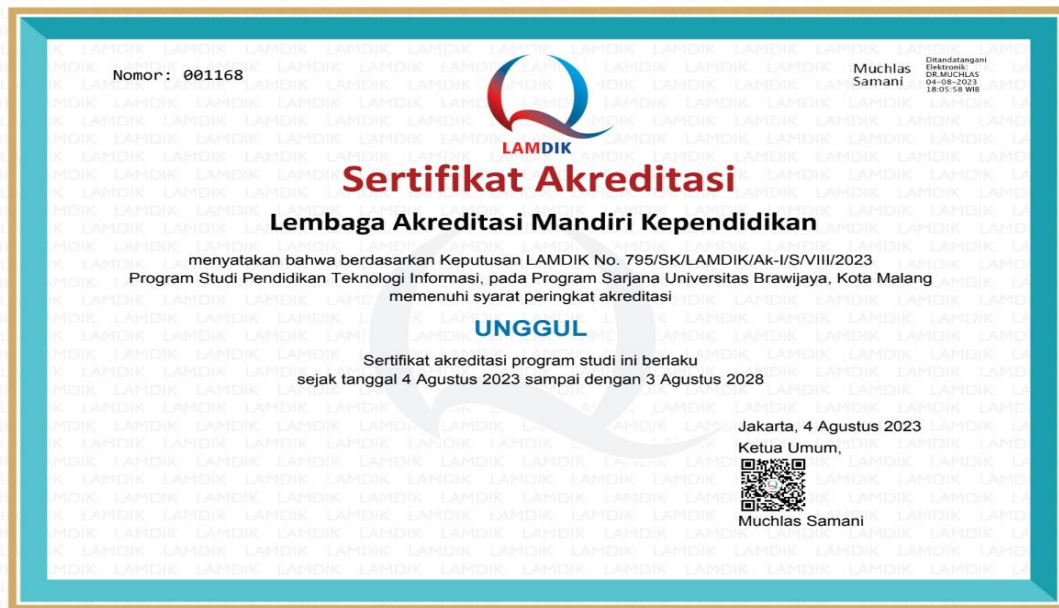 Nomor: 001168
Muchlas
Samani
Ditandatangani
Elektronik:
DR.MUCHLAS
04-08-2023
18:05:58 WIB
LAMDIK
Sertifikat Akreditasi
Lembaga Akreditasi Mandiri Kependidikan
menyatakan bahwa berdasarkan Keputusan LAMDIK No. 795/SK/LAMDIK/Ak-I/S/VIII/2023
Program Studi Pendidikan Teknologi Informasi, pada Program Sarjana Universitas Brawijaya, Kota Malang
memenuhi syarat peringkat akreditasi
UNGGUL
Sertifikat akreditasi program studi ini berlaku
sejak tanggal 4 Agustus 2023 sampai dengan 3 Agustus 2028
Jakarta, 4 Agustus 2023
Ketua Umum,
Muchlas Samani